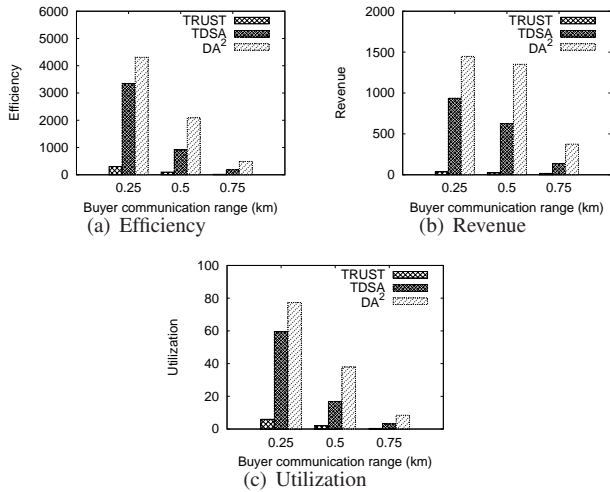 6000
5000
4000
3000
2000
1000
0
Efficiency
TRUST
TDSA
DA²
0.25 0.5 0.75
Buyer communication range (km)
(a) Efficiency
2000
1500
1000
500
0
Revenue
TRUST
TDSA
DA²
0.25 0.5 0.75
Buyer communication range (km)
(b) Revenue
100
80
60
40
20
0
Utilization
TRUST
TDSA
DA²
0.25 0.5 0.75
Buyer communication range (km)
(c) Utilization